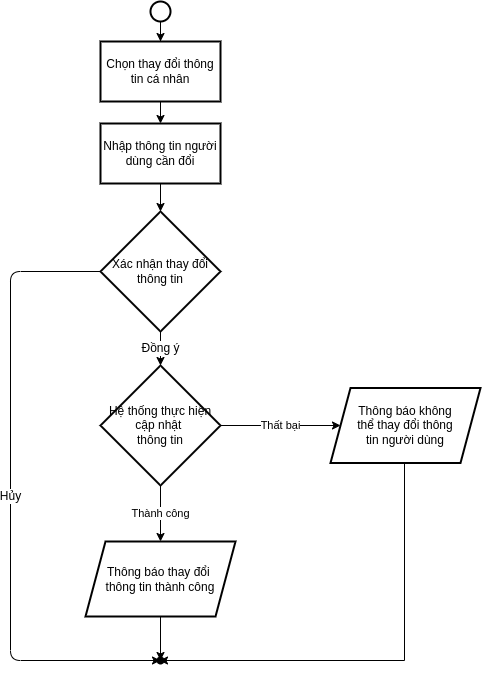 Chọn thay đổi thông
tin cá nhân
Nhập thông tin người
dùng cần đổi
Xác nhận thay đổi
thông tin
Đồng ý
Hệ thống thực hiện
cập nhật
thông tin
Thất bại
Thông báo không
thể thay đổi thông
tin người dùng
Hủy
Thành công
Thông báo thay đổi
thông tin thành công